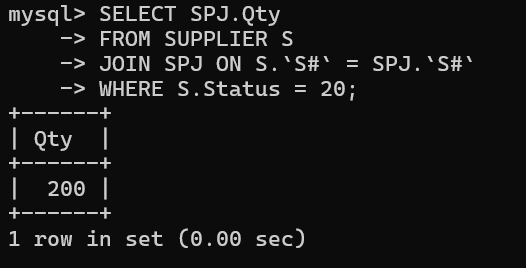 mysql> SELECT SPJ.Qty
    -> FROM SUPPLIER S
    -> JOIN SPJ ON S.`S#` = SPJ.`S#`
    -> WHERE S.Status = 20;
+------+
| Qty  |
+------+
|  200 |
+------+
1 row in set (0.00 sec)